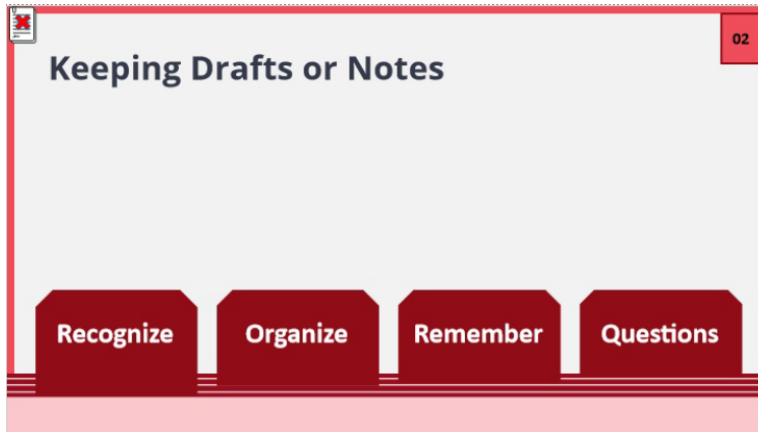 02
Keeping Drafts or Notes
Recognize
Organize
Remember
Questions